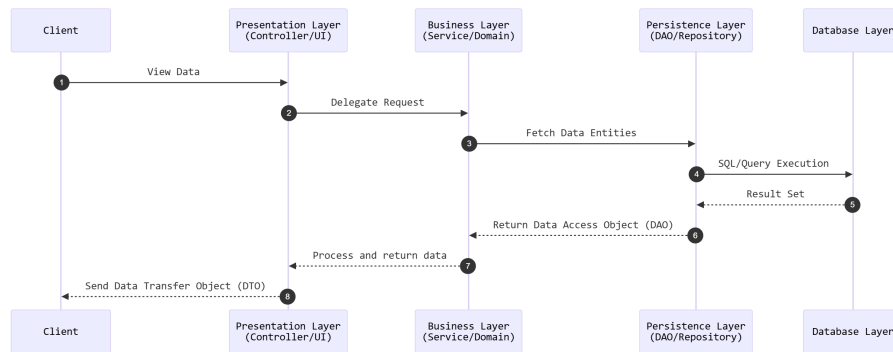 Client
Presentation Layer
(Controller/UI)
Business Layer
(Service/Domain)
Persistence Layer
(DAO/Repository)
Database Layer
View Data
1
Delegate Request
2
Fetch Data Entities
3
SQL/Query Execution
4
Result Set
5
Return Data Access Object (DAO)
6
Process and return data
7
Send Data Transfer Object (DTO)
8
Client
Presentation Layer
(Controller/UI)
Business Layer
(Service/Domain)
Persistence Layer
(DAO/Repository)
Database Layer